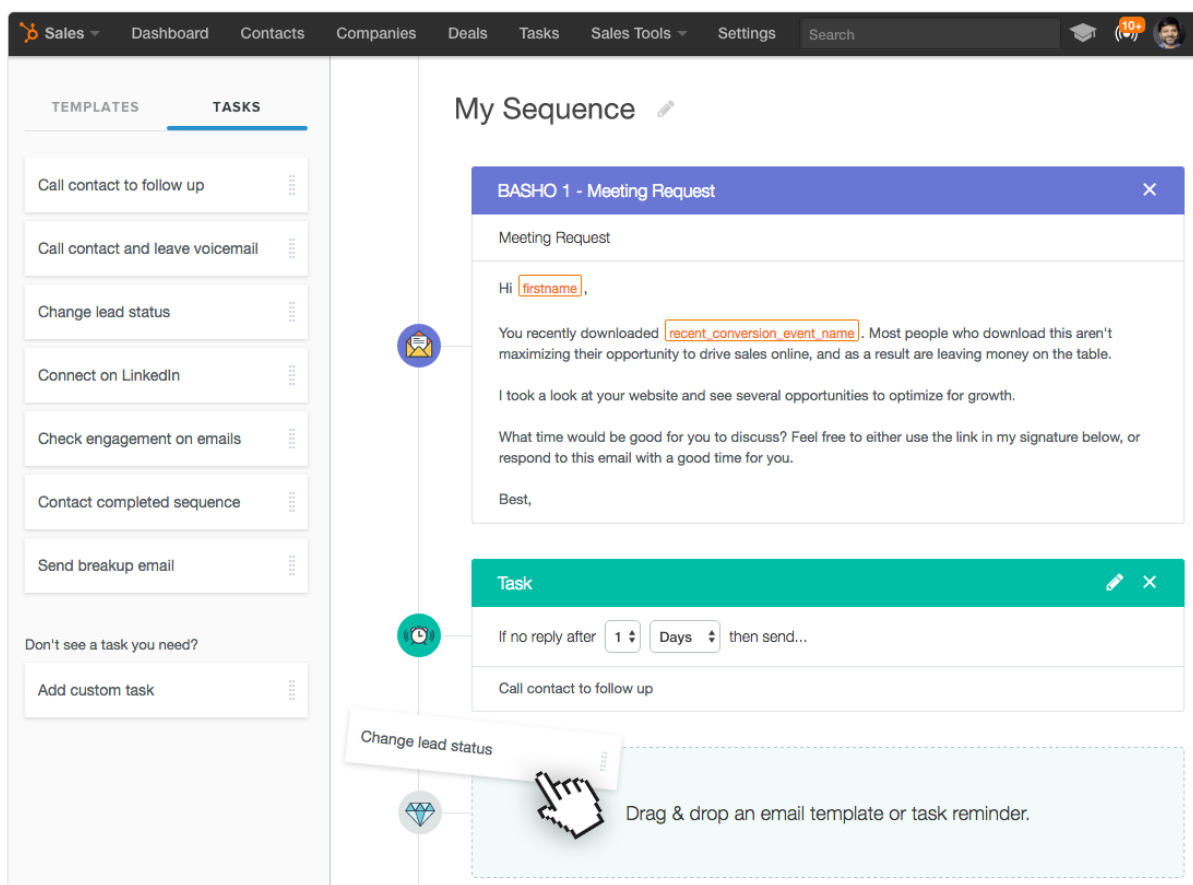 Sales
Dashboard
Contacts
Companies
Deals
Tasks
Sales Tools
Settings
Search
10+
TEMPLATES
TASKS
Call contact to follow up
Call contact and leave voicemail
Change lead status
Connect on LinkedIn
Check engagement on emails
Contact completed sequence
Send breakup email
Don't see a task you need?
Add custom task
My Sequence
BASHO 1 - Meeting Request
Meeting Request
Hi firstname,
You recently downloaded recent_conversion_event_name. Most people who download this aren't
maximizing their opportunity to drive sales online, and as a result are leaving money on the table.
I took a look at your website and see several opportunities to optimize for growth.
What time would be good for you to discuss? Feel free to either use the link in my signature below, or
respond to this email with a good time for you.
Best,
Task
If no reply after 1 Days then send...
Call contact to follow up
Change lead status
Drag & drop an email template or task reminder.